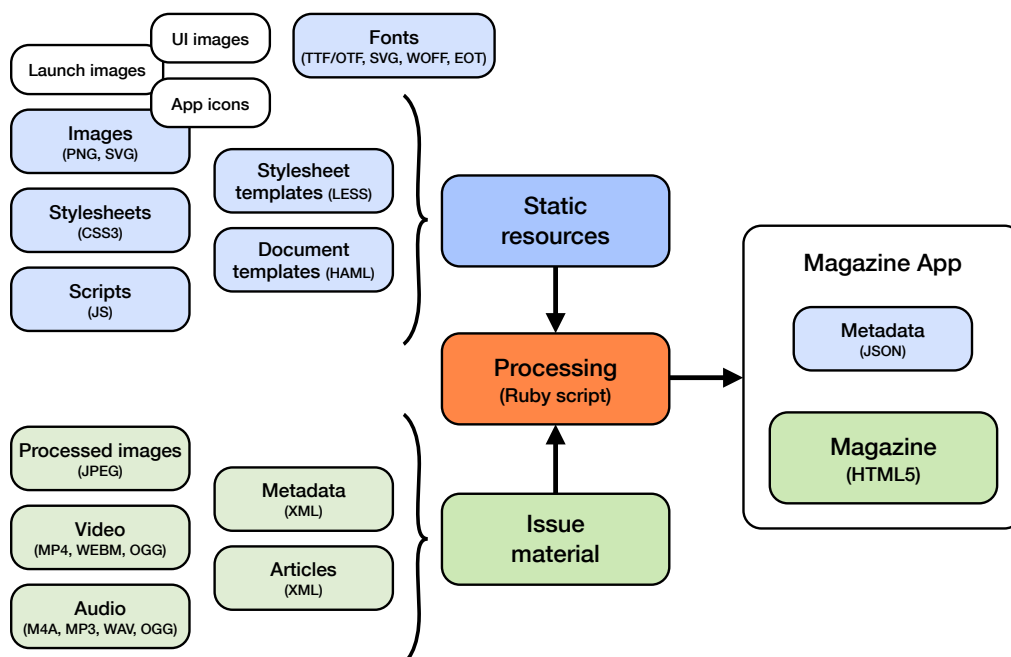 UI images
Launch images
App icons
Fonts
(TTF/OTF, SVG, WOFF, EOT)
Images
(PNG, SVG)
Stylesheets
(CSS3)
Scripts
(JS)
Stylesheet
templates (LESS)
Document
templates (HAML)
Static
resources
Processing
(Ruby script)
Magazine App
Metadata
(JSON)
Magazine
(HTML5)
Processed images
(JPEG)
Video
(MP4, WEBM, OGG)
Audio
(M4A, MP3, WAV, OGG)
Metadata
(XML)
Articles
(XML)
Issue
material